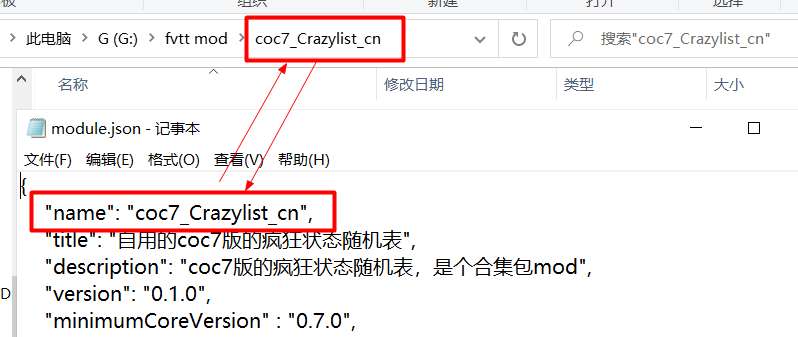 板 组织 新建 打开 选择
此电脑 G (G:) fvtt mod coc7_Crazylist_cn 搜索"coc7_Crazylist_cn"
名称 修改日期 类型 大小
module.json - 记事本
文件(F) 编辑(E) 格式(O) 查看(V) 帮助(H)
{
"name": "coc7_Crazylist_cn",
"title": "自用的coc7版的疯狂状态随机表",
"description": "coc7版的疯狂状态随机表，是个合集包mod",
D
"version": "0.1.0",
"minimumCoreVersion" : "0.7.0",